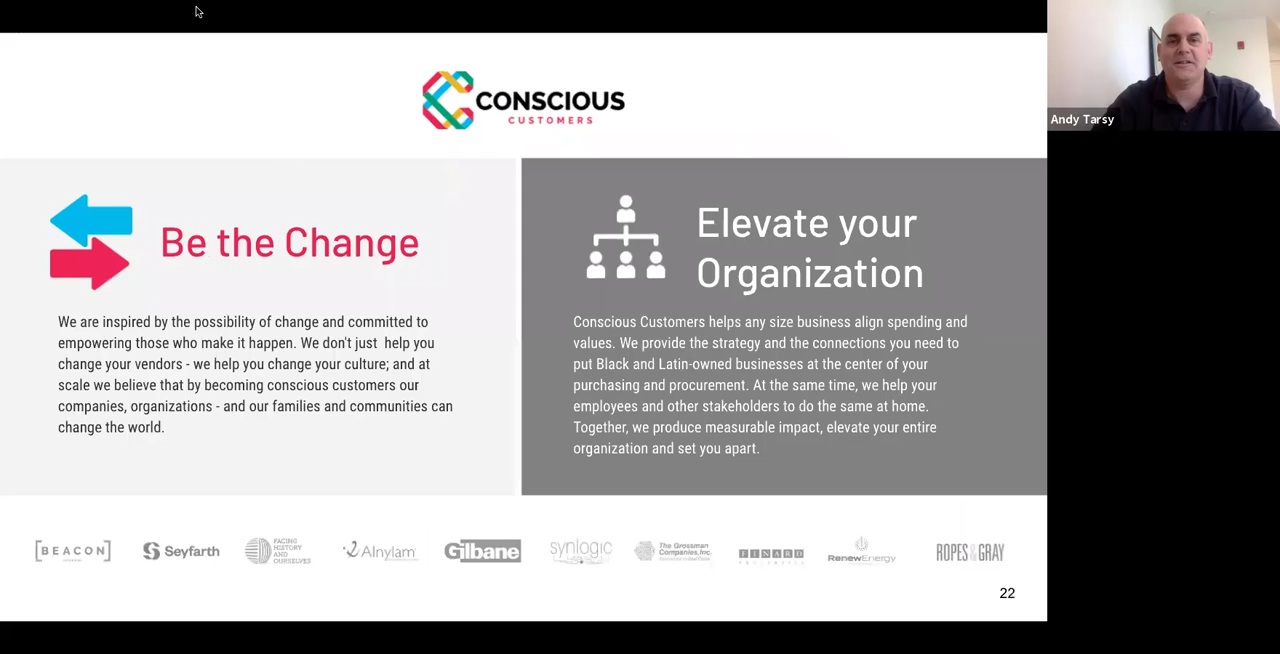 CONSCIOUS
CUSTOMERS
Andy Tarsy
Be the Change
We are inspired by the possibility of change and committed to
empowering those who make it happen. We don't just  help you
change your vendors - we help you change your culture; and at
scale we believe that by becoming conscious customers our
companies, organizations - and our families and communities can
change the world.
Elevate your
Organization
Conscious Customers helps any size business align spending and
values. We provide the strategy and the connections you need to
put Black and Latin-owned businesses at the center of your
purchasing and procurement. At the same time, we help your
employees and other stakeholders to do the same at home.
Together, we produce measurable impact, elevate your entire
organization and set you apart.
[BEACON]
Seyfarth
FACING
HISTORY
AND
OURSELVES
Alnylam
Gilbane
synlogic
The Grossman
Companies, Inc.
FINARD
RENEWENERGY
ROPES & GRAY
22